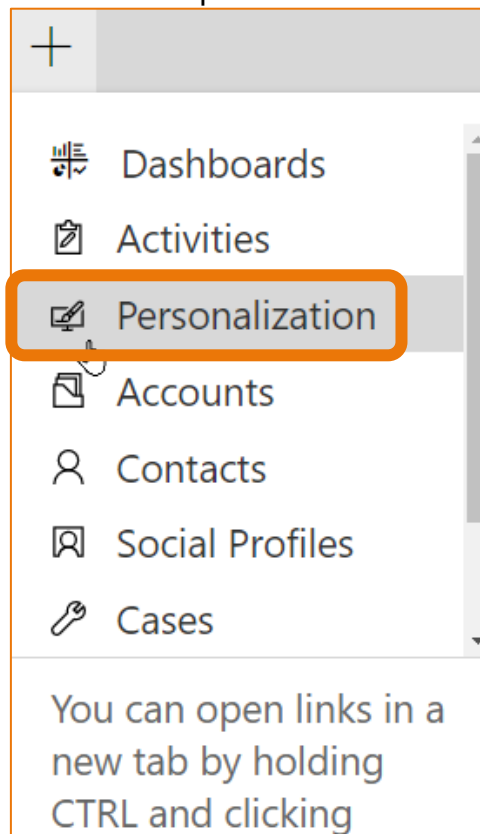 Dashboards
Activities
Personalization
Accounts
Contacts
Social Profiles
Cases
You can open links in a
new tab by holding
CTRL and clicking